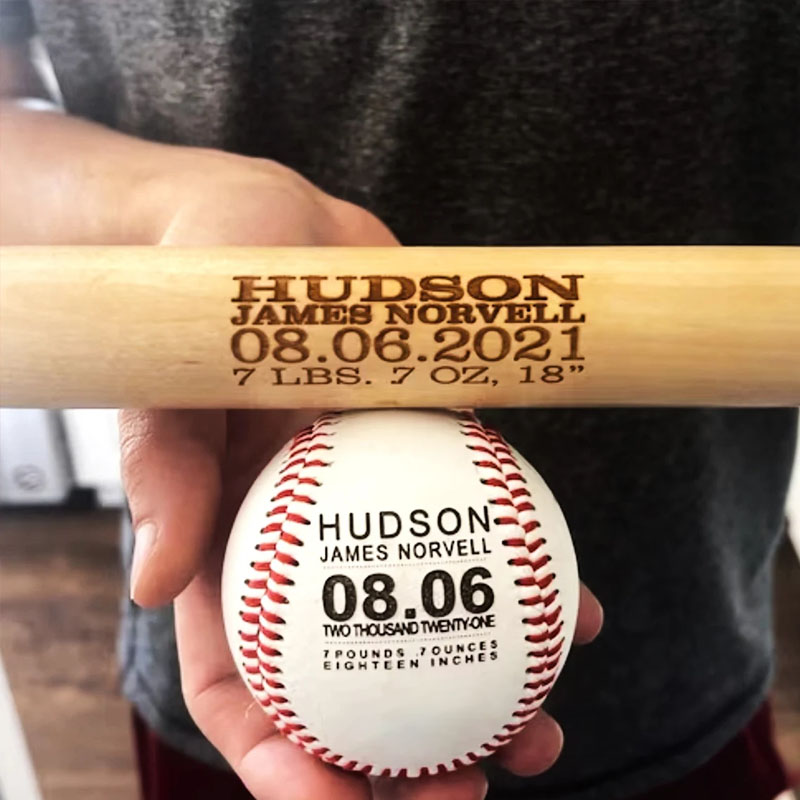 HUDSON
JAMES NORVELL
08.06.2021
7 LBS. .7 OZ, 18”
HUDSON
JAMES NORVELL
08.06
TWO THOUSAND TWENTY-ONE
7 POUNDS .7 OUNCES
EIGHTEEN INCHES